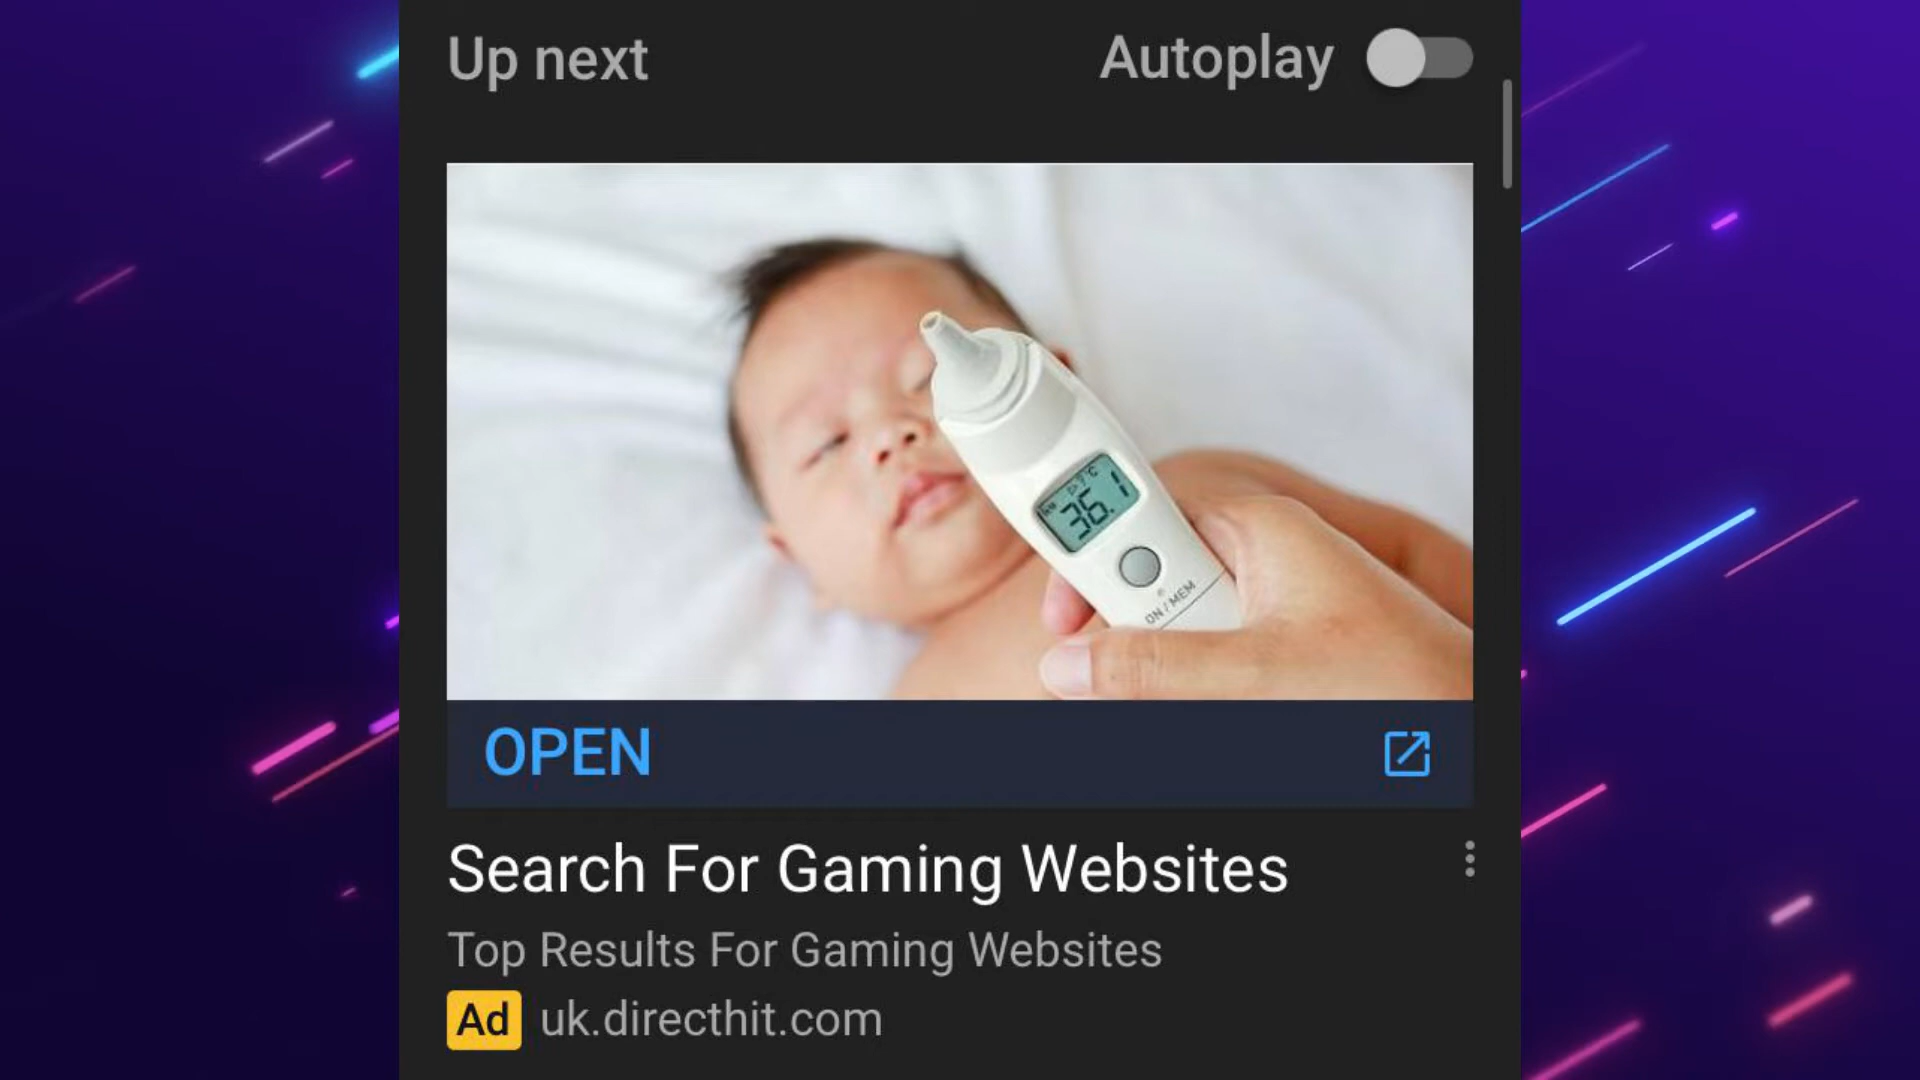 Up next
Autoplay
°C
36.1
ON / MEM
OPEN
Search For Gaming Websites
Top Results For Gaming Websites
Ad uk.directhit.com